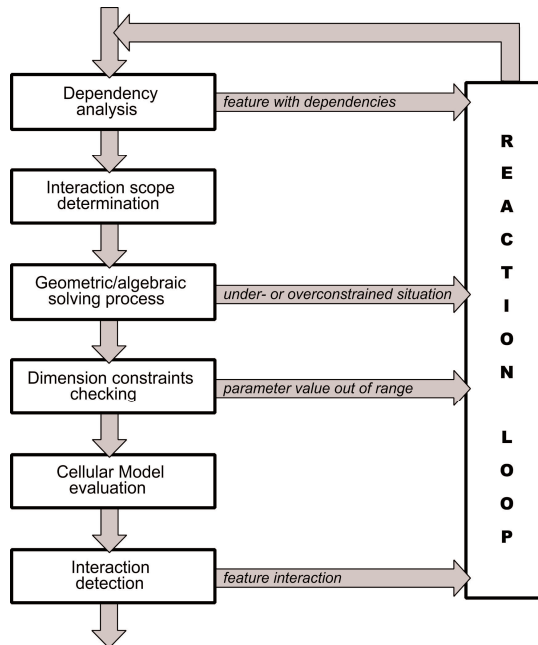 Dependency
analysis
feature with dependencies
Interaction scope
determination
Geometric/algebraic
solving process
under- or overconstrained situation
Dimension constraints
checking
parameter value out of range
Cellular Model
evaluation
Interaction
detection
feature interaction
R
E
A
C
T
I
O
N
L
O
O
P